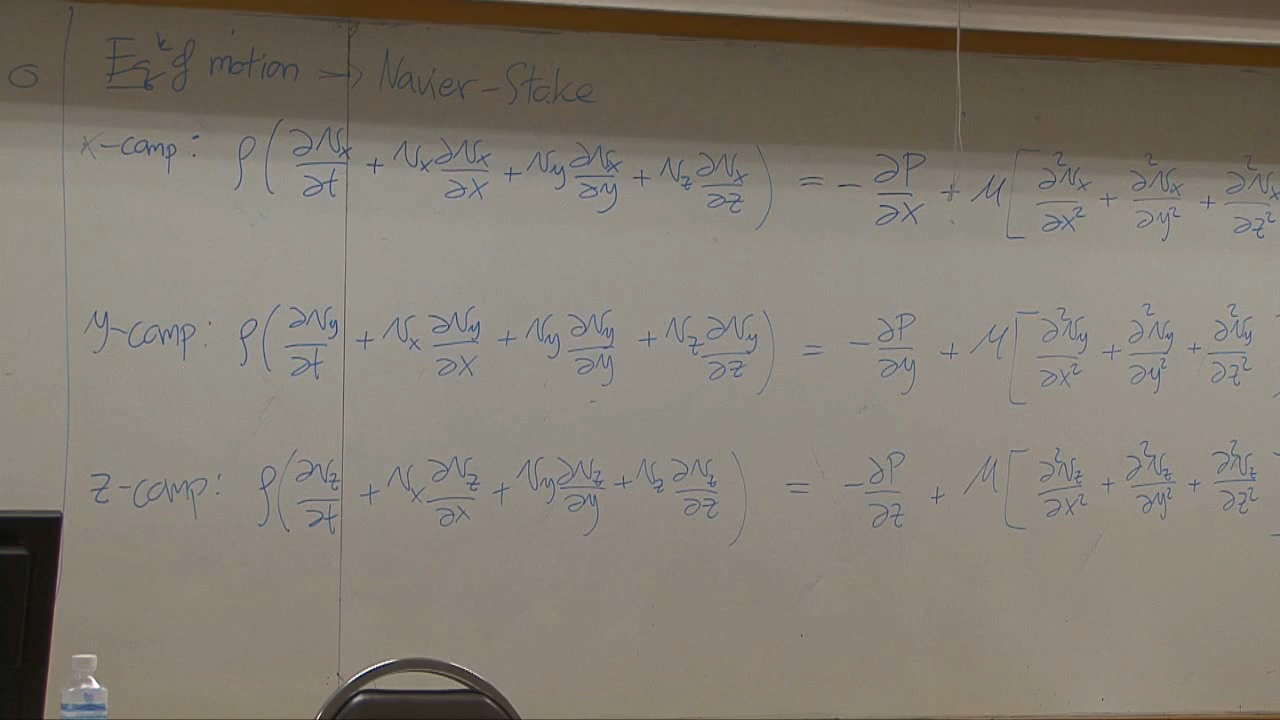 Eq^k of motion → Navier-Stoke
x-comp: ρ(∂Vx/∂t + Vx ∂Vx/∂x + Vy ∂Vx/∂y + Vz ∂Vx/∂z) = -∂P/∂x + μ[∂²Vx/∂x² + ∂²Vx/∂y² + ∂²Vx/∂z²
y-comp: ρ(∂Vy/∂t + Vx ∂Vy/∂x + Vy ∂Vy/∂y + Vz ∂Vy/∂z) = -∂P/∂y + μ[∂²Vy/∂x² + ∂²Vy/∂y² + ∂²Vy/∂z²]
z-comp: ρ(∂Vz/∂t + Vx ∂Vz/∂x + Vy ∂Vz/∂y + Vz ∂Vz/∂z) = -∂P/∂z + μ[∂²Vz/∂x² + ∂²Vz/∂y² + ∂²Vz/∂z²]